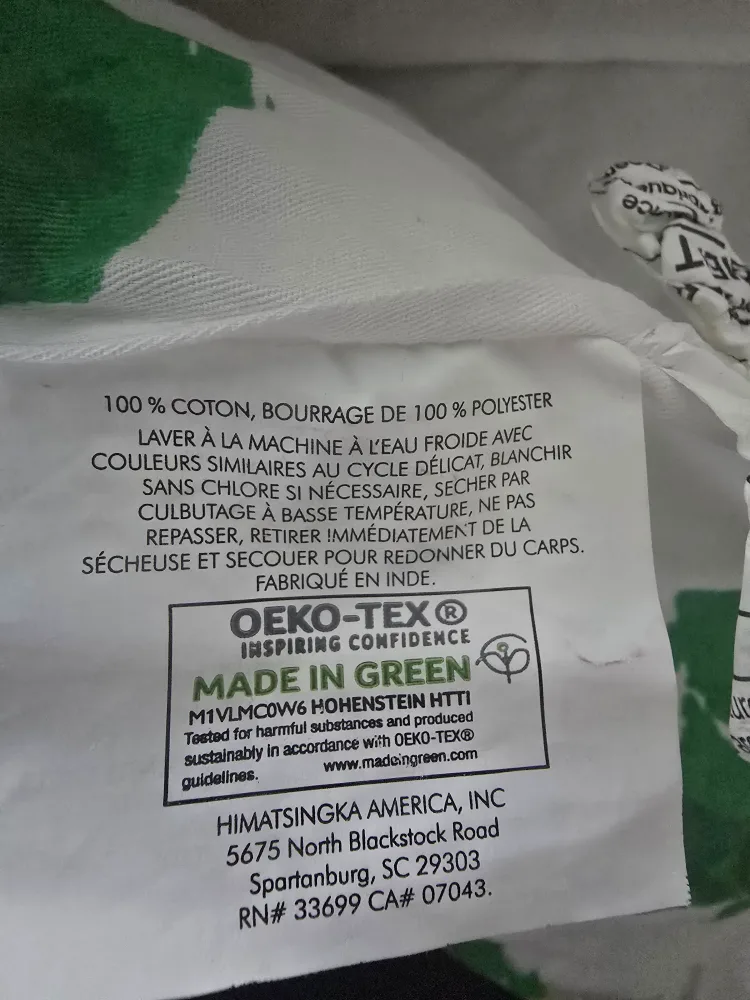 100 % COTON, BOURRAGE DE 100 % POLYESTER
LAVER À LA MACHINE À L'EAU FROIDE AVEC
COULEURS SIMILAIRES AU CYCLE DÉLICAT, BLANCHIR
SANS CHLORE SI NÉCESSAIRE, SECHER PAR
CULBUTAGE À BASSE TEMPÉRATURE, NE PAS
REPASSER, RETIRER IMMÉDIATEMENT DE LA
SÉCHEUSE ET SECOUER POUR REDONNER DU CARPS.
FABRIQUÉ EN INDE.
OEKO-TEX®
INSPIRING CONFIDENCE
MADE IN GREEN
M1VLMC0W6 HOHENSTEIN HTTI
Tested for harmful substances and produced
sustainably in accordance with OEKO-TEX®
guidelines. www.madeingreen.com
HIMATSINGKA AMERICA, INC
5675 North Blackstock Road
Spartanburg, SC 29303
RN# 33699 CA# 07043.